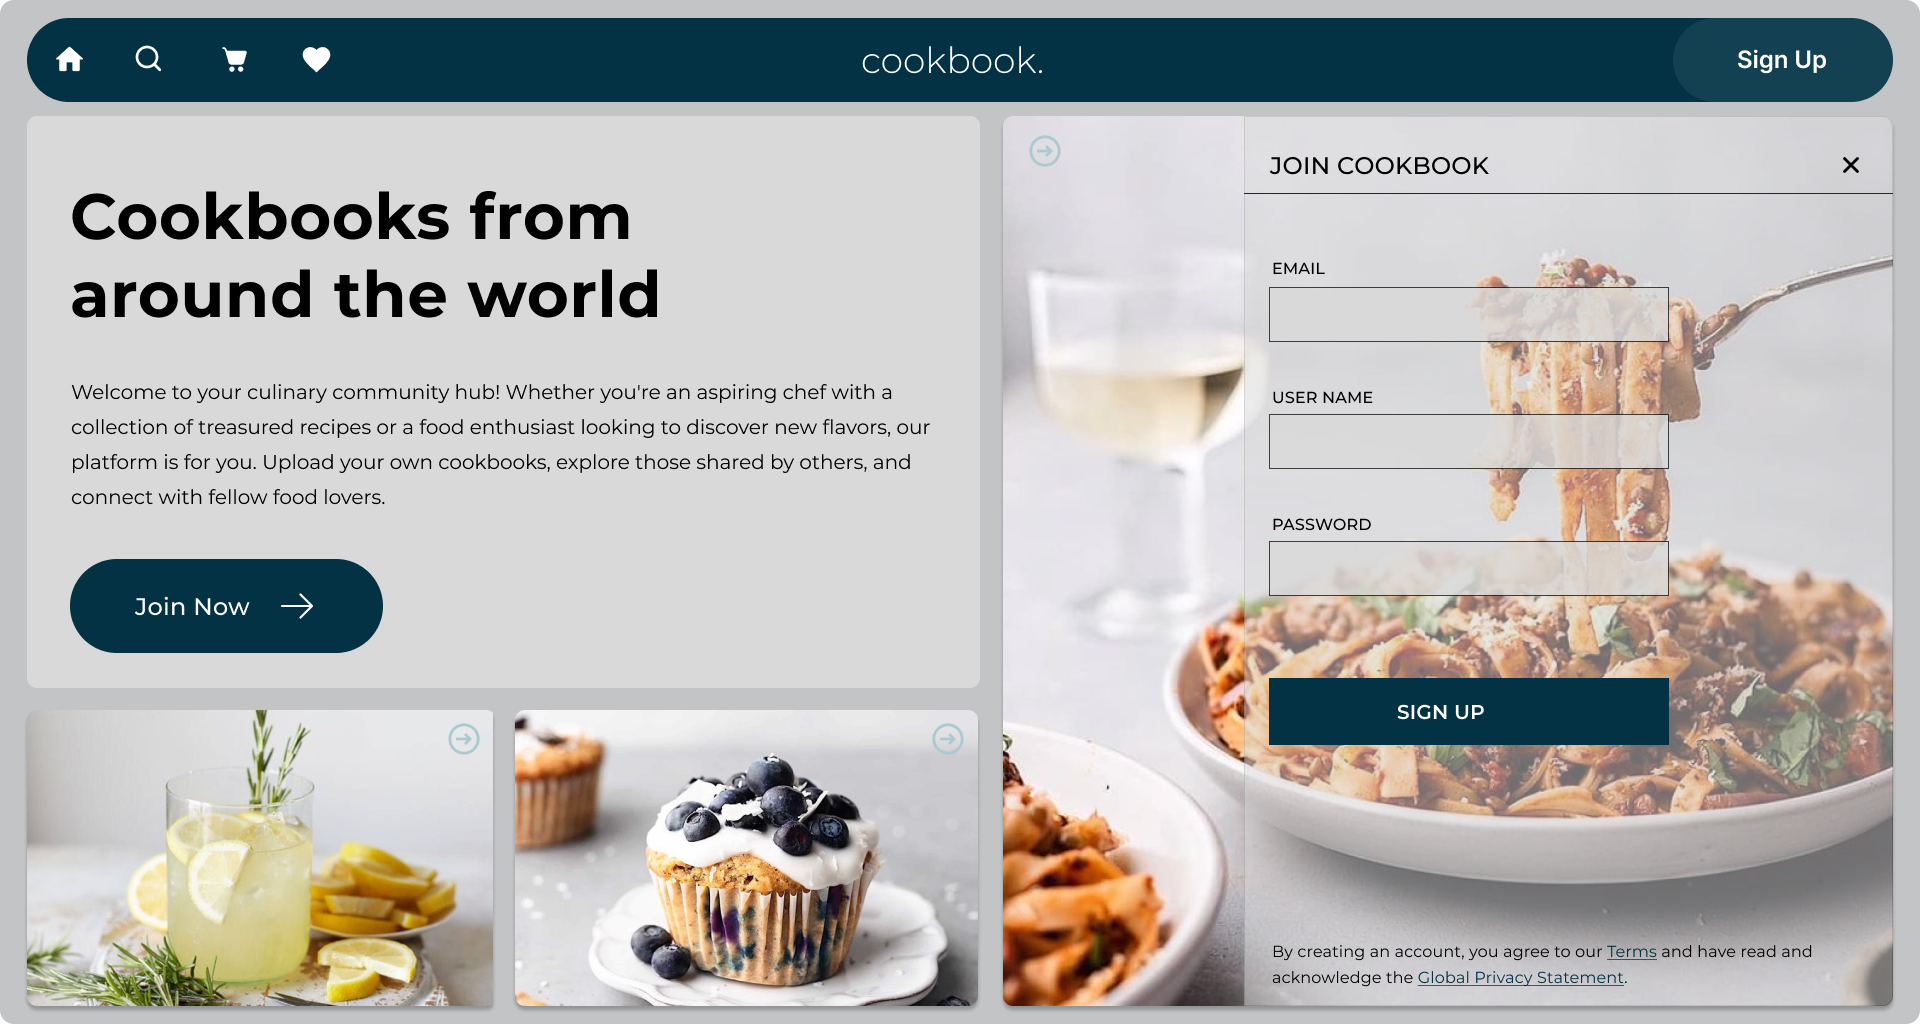 cookbook.
Sign Up
Cookbooks from
around the world
Welcome to your culinary community hub! Whether you're an aspiring chef with a
collection of treasured recipes or a food enthusiast looking to discover new flavors, our
platform is for you. Upload your own cookbooks, explore those shared by others, and
connect with fellow food lovers.
Join Now
JOIN COOKBOOK
EMAIL
USER NAME
PASSWORD
SIGN UP
By creating an account, you agree to our Terms and have read and
acknowledge the Global Privacy Statement.